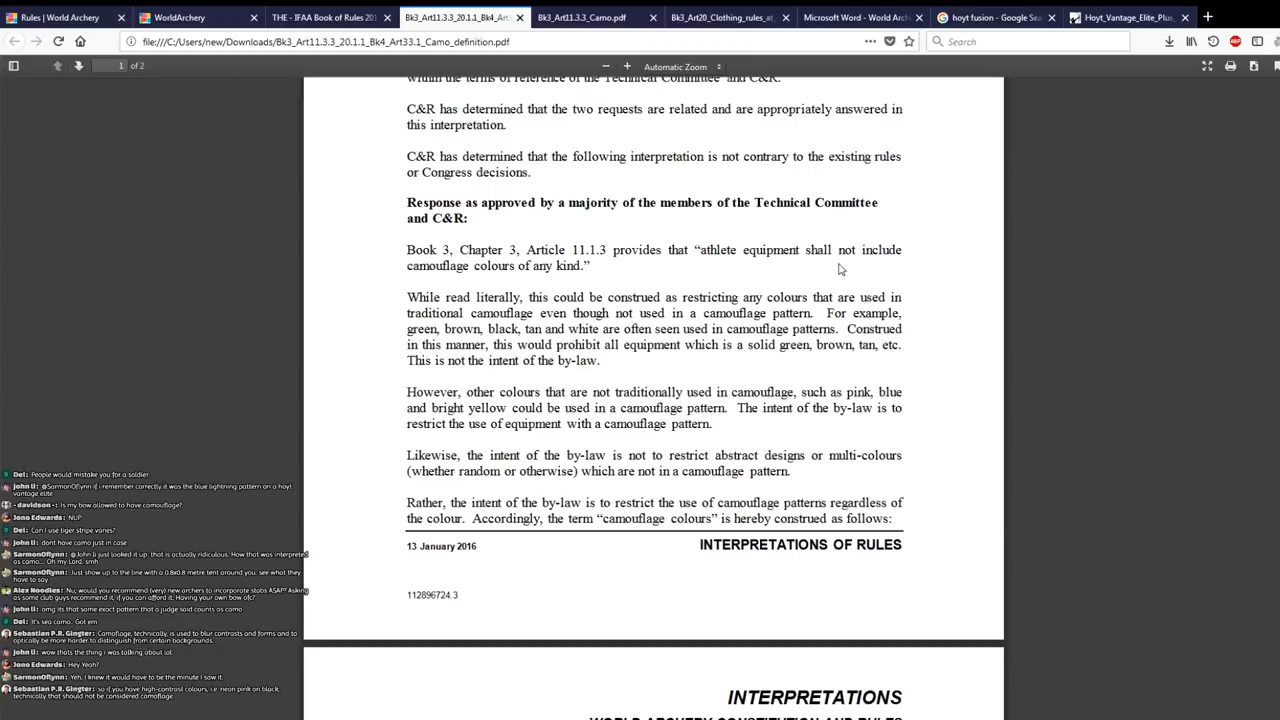 Rules | World Archery
WorldArchery
THE - IFAA Book of Rules 201
Bk3_Art11.3.3_20.1.1_Bk4_Art
Bk3_Art11.3.3_Camo.pdf
Bk3_Art20_Clothing_rules_at
Microsoft Word - World Arch
hoyt fusion - Google Sea
Hoyt_Vantage_Elite_Plus_
file:///C:/Users/new/Downloads/Bk3_Art11.3.3_20.1.1_Bk4_Art33.1_Camo_definition.pdf
Search
1 of 2
Automatic Zoom
within the terms of reference of the Technical Committee and C&R.
C&R has determined that the two requests are related and are appropriately answered in
this interpretation.
C&R has determined that the following interpretation is not contrary to the existing rules
or Congress decisions.
Response as approved by a majority of the members of the Technical Committee
and C&R:
Book 3, Chapter 3, Article 11.1.3 provides that “athlete equipment shall not include
camouflage colours of any kind.”
While read literally, this could be construed as restricting any colours that are used in
traditional camouflage even though not used in a camouflage pattern. For example,
green, brown, black, tan and white are often seen used in camouflage patterns. Construed
in this manner, this would prohibit all equipment which is a solid green, brown, tan, etc.
This is not the intent of the by-law.
However, other colours that are not traditionally used in camouflage, such as pink, blue
and bright yellow could be used in a camouflage pattern. The intent of the by-law is to
restrict the use of equipment with a camouflage pattern.
Likewise, the intent of the by-law is not to restrict abstract designs or multi-colours
(whether random or otherwise) which are not in a camouflage pattern.
Rather, the intent of the by-law is to restrict the use of camouflage patterns regardless of
the colour. Accordingly, the term “camouflage colours” is hereby construed as follows:
13 January 2016
INTERPRETATIONS OF RULES
112896724.3
INTERPRETATIONS
WORLD ARCHERY CONSTITUTION AND RULES
Del: People would mistake you for a soldier
john li: @SarmonOflynn if i remember correctly it was the blue lightning pattern on a hoyt
vantage elite
- davidson -: Is my bow allowed to have camouflage?
Jono Edwards: NUP
Del: Can I use tiger stripe vanes?
john li: dont have camo just in case
SarmonOflynn: @John li just looked it up: that is actually ridiculous. How that was interpreted
as camo.... Oh my Lord. smh
SarmonOflynn: Just show up to the line with a 0.8x0.8 metre tent around you; see what they
have to say
Alex Noodles: Nu, would you recommend (very) new archers to incorporate stabs ASAP? Asking
as some club guys recommend it, if you can afford it. Having your own bow ofc?
john li: omg its that same exact pattern that a judge said counts as camo
Del: It's sea camo.. Got em
Sebastian P.R. Gingter: Camoflage, technically, is used to blur contrasts and forms and to
optically be more harder to distinguish from certain backgrounds.
john li: wow thats the thing i was talking about lol
Jono Edwards: Hey Yeah?
SarmonOflynn: Yeh, I knew it would have to be the minute I saw it.
Sebastian P.R. Gingter: so if you have high-contrast colours, i.e. neon pink on black,
technically that should not be considered camoflage